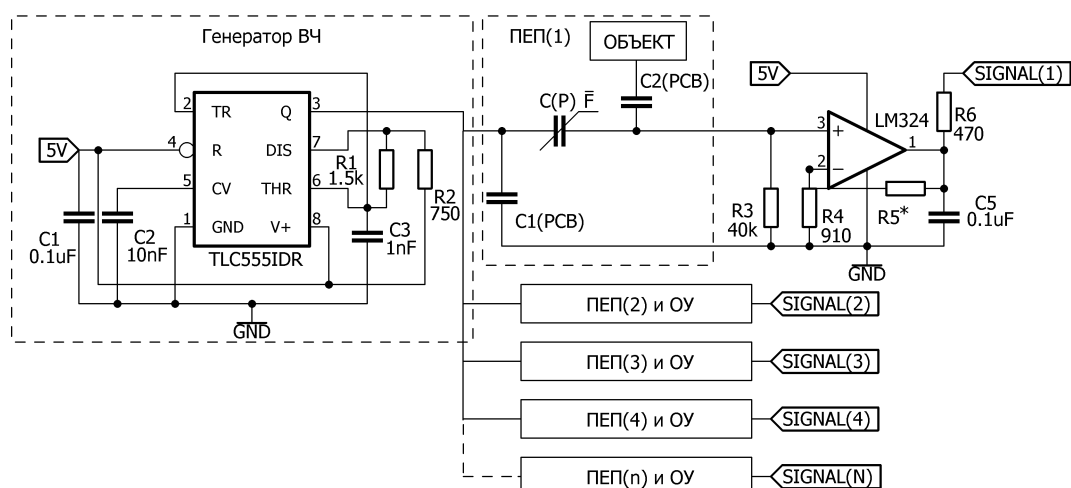 Генератор ВЧ
ПЕП(1)
ОБЪЕКТ
C2(PCB)
C(P) F
5V
SIGNAL(1)
R6
470
LM324
2 TR Q 3
4 R DIS 7
5 CV THR 6
1 GND V+ 8
TLC555IDR
5V
R1
1.5k
R2
750
C1
0.1uF
C2
10nF
C3
1nF
GND
C1(PCB)
3 +
2 −
1
R3
40k
R4
910
R5*
C5
0.1uF
GND
ПЕП(2) и ОУ
SIGNAL(2)
ПЕП(3) и ОУ
SIGNAL(3)
ПЕП(4) и ОУ
SIGNAL(4)
ПЕП(n) и ОУ
SIGNAL(N)